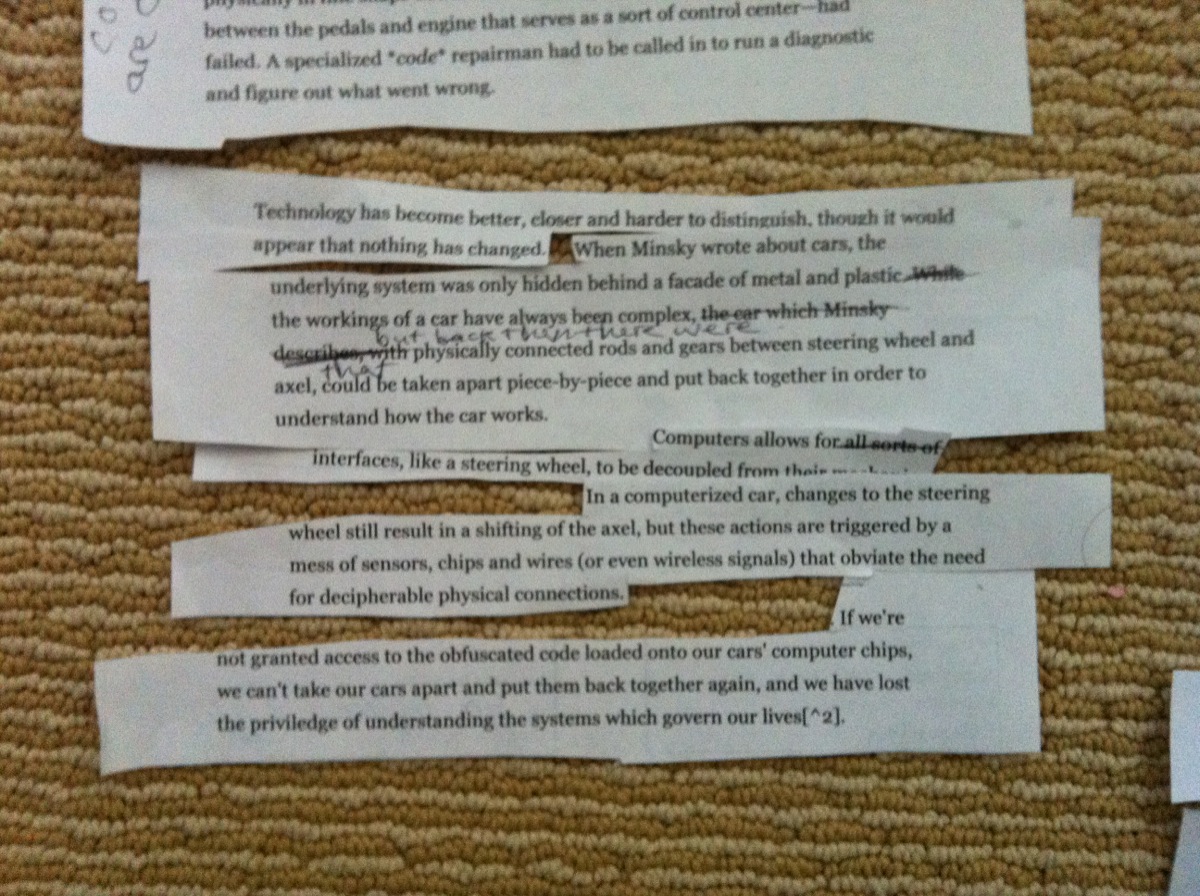 between the pedals and engine that serves as a sort of control center—had
failed. A specialized *code* repairman had to be called in to run a diagnostic
and figure out what went wrong.
Technology has become better, closer and harder to distinguish, though it would
appear that nothing has changed. When Minsky wrote about cars, the
underlying system was only hidden behind a facade of metal and plastic. While
the workings of a car have always been complex, the car which Minsky
but back then there were
describes, with physically connected rods and gears between steering wheel and
that
axel, could be taken apart piece-by-piece and put back together in order to
understand how the car works.
Computers allows for all sorts of
interfaces, like a steering wheel, to be decoupled from their
In a computerized car, changes to the steering
wheel still result in a shifting of the axel, but these actions are triggered by a
mess of sensors, chips and wires (or even wireless signals) that obviate the need
for decipherable physical connections.
. If we're
not granted access to the obfuscated code loaded onto our cars' computer chips,
we can't take our cars apart and put them back together again, and we have lost
the priviledge of understanding the systems which govern our lives[^2].